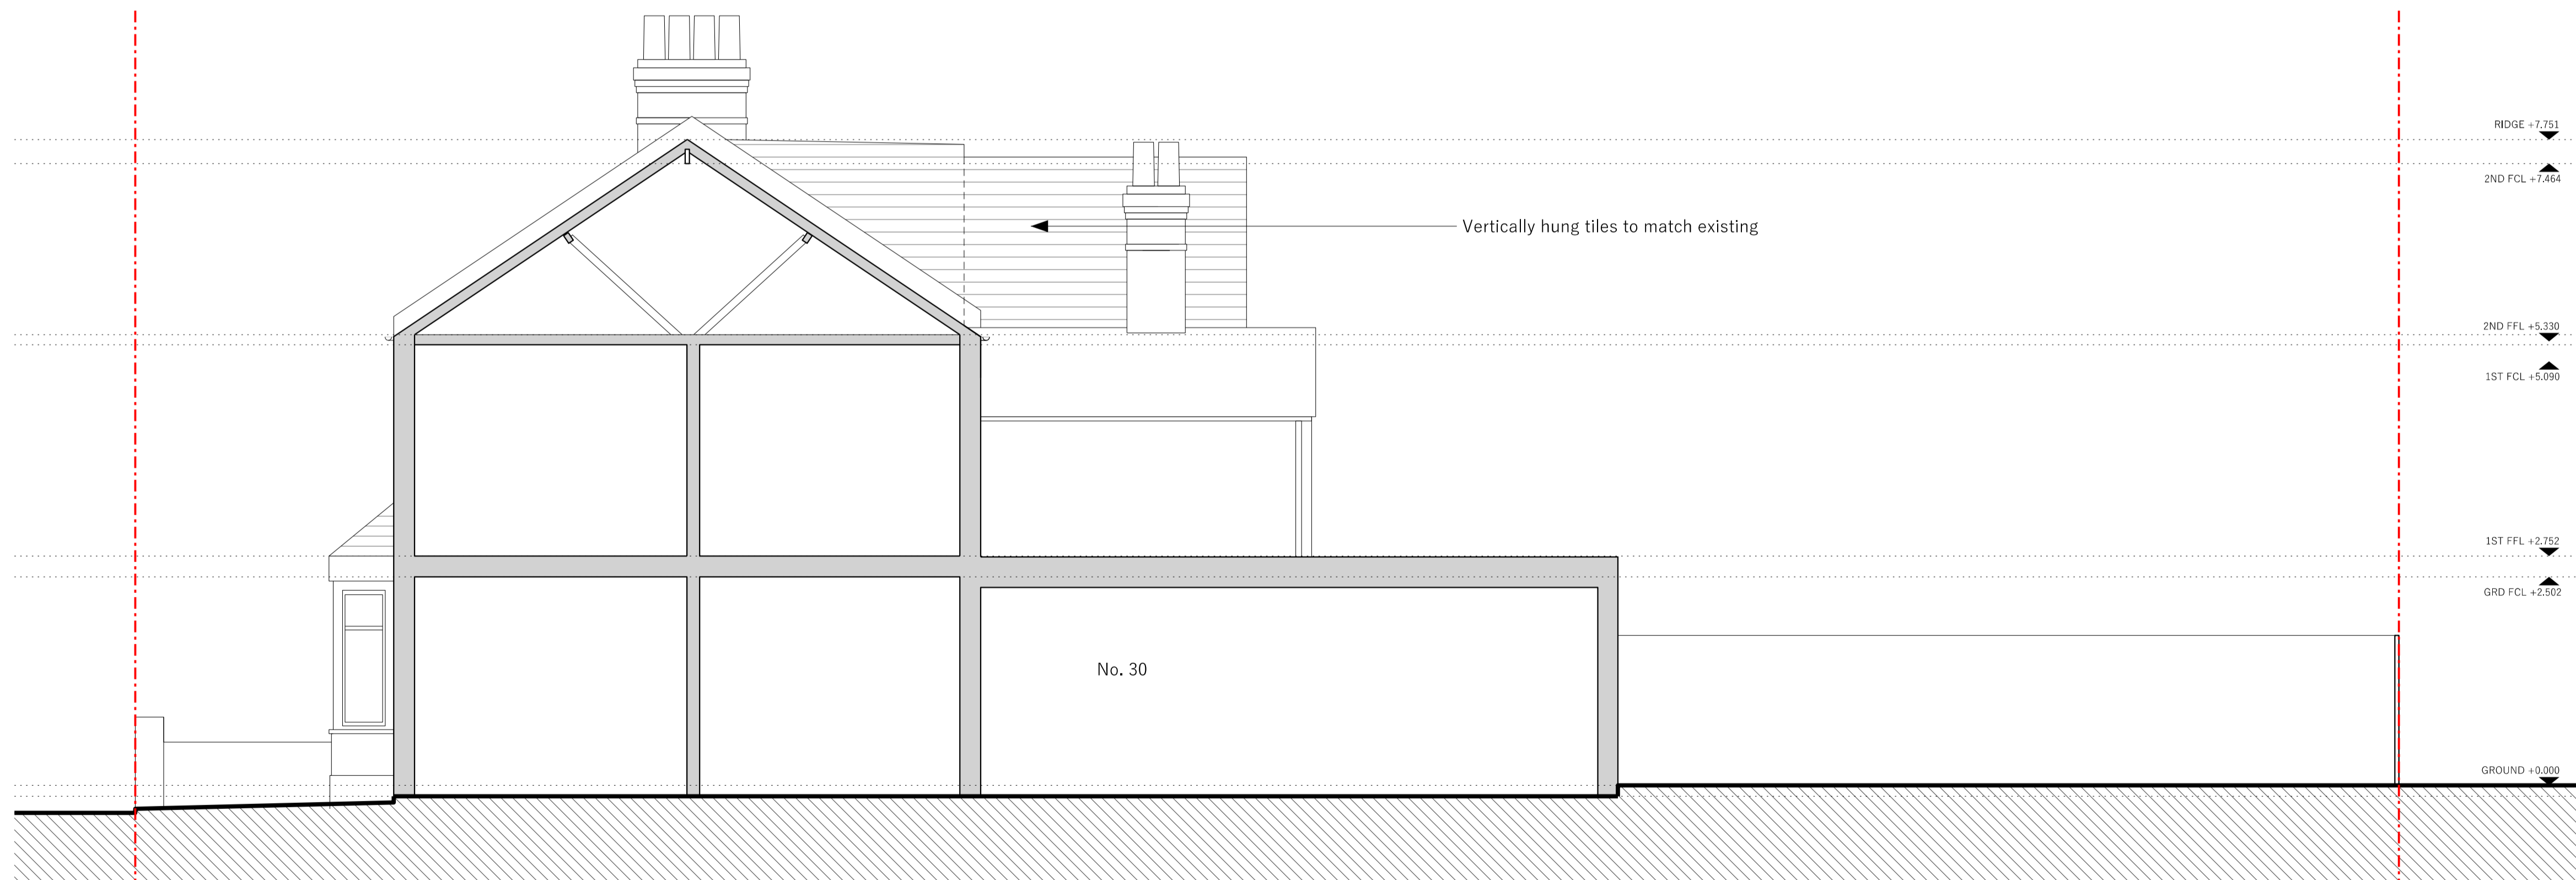 RIDGE +7.751
2ND FCL +7.464
Vertically hung tiles to match existing
2ND FFL +5.330
1ST FCL +5.090
1ST FFL +2.752
GRD FCL +2.502
No. 30
GROUND +0.000